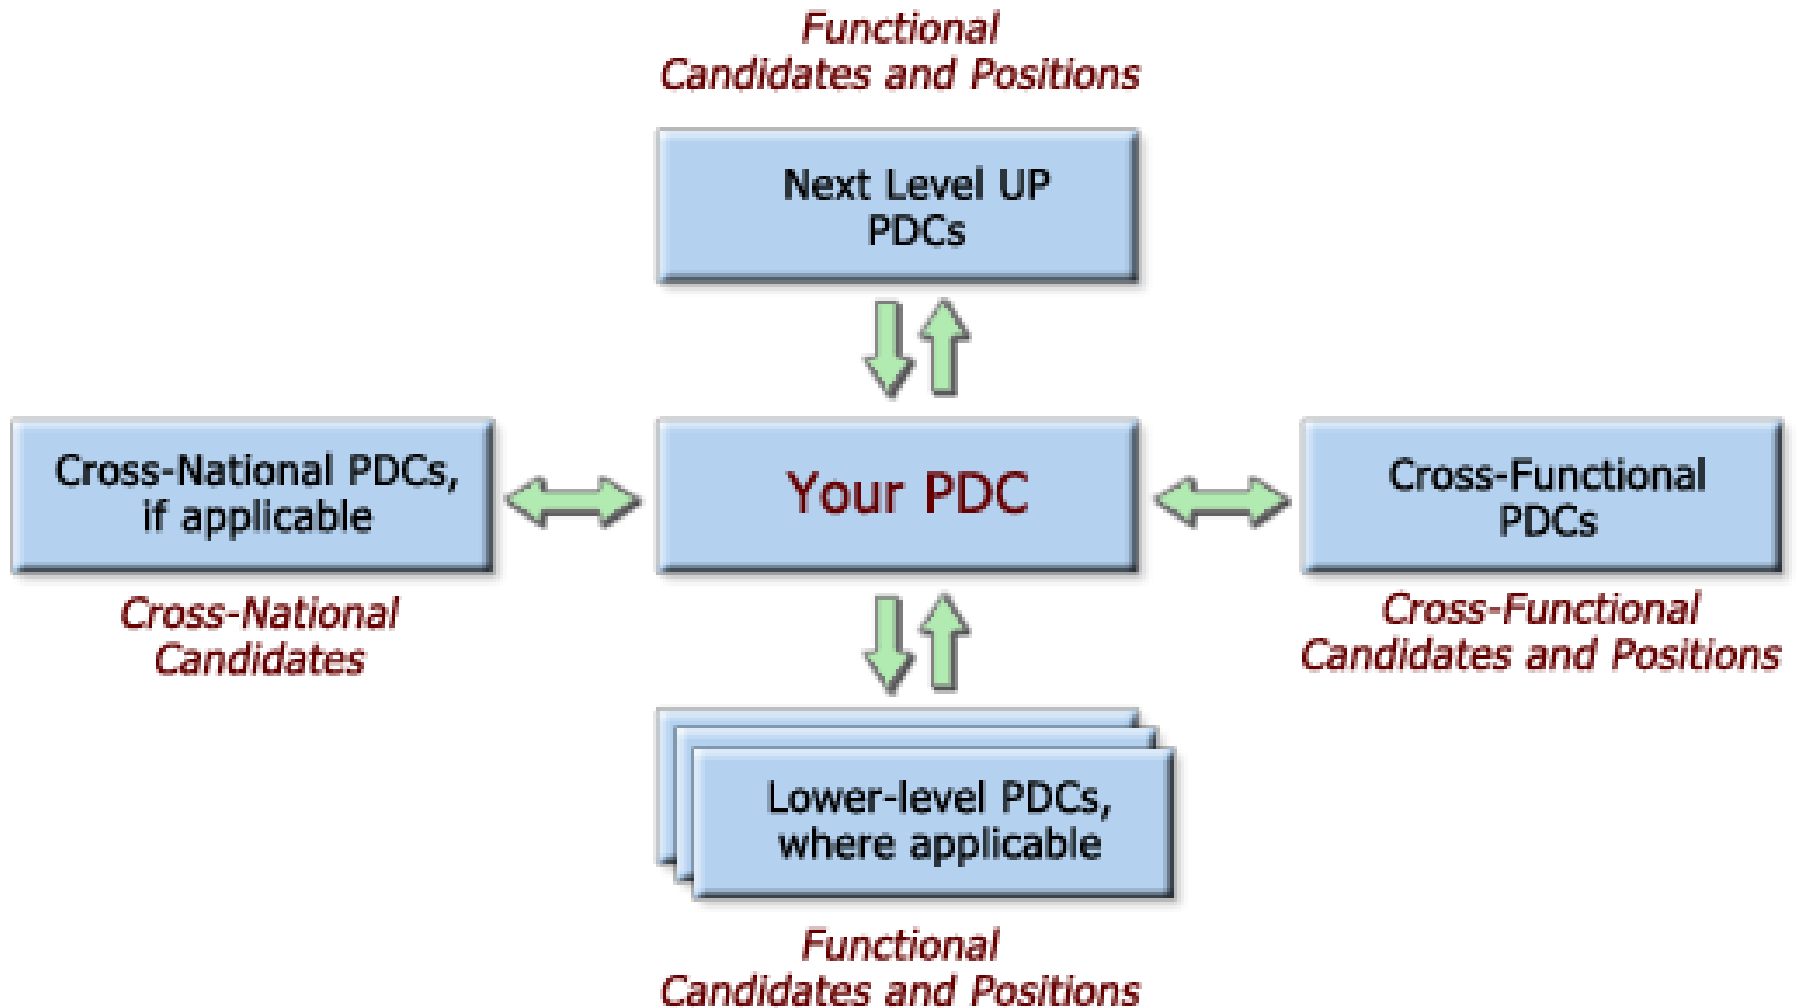 Functional
Candidates and Positions
Next Level UP
PDCs
Cross-National PDCs,
if applicable
Your PDC
Cross-Functional
PDCs
Cross-National
Candidates
Cross-Functional
Candidates and Positions
Lower-level PDCs,
where applicable
Functional
Candidates and Positions